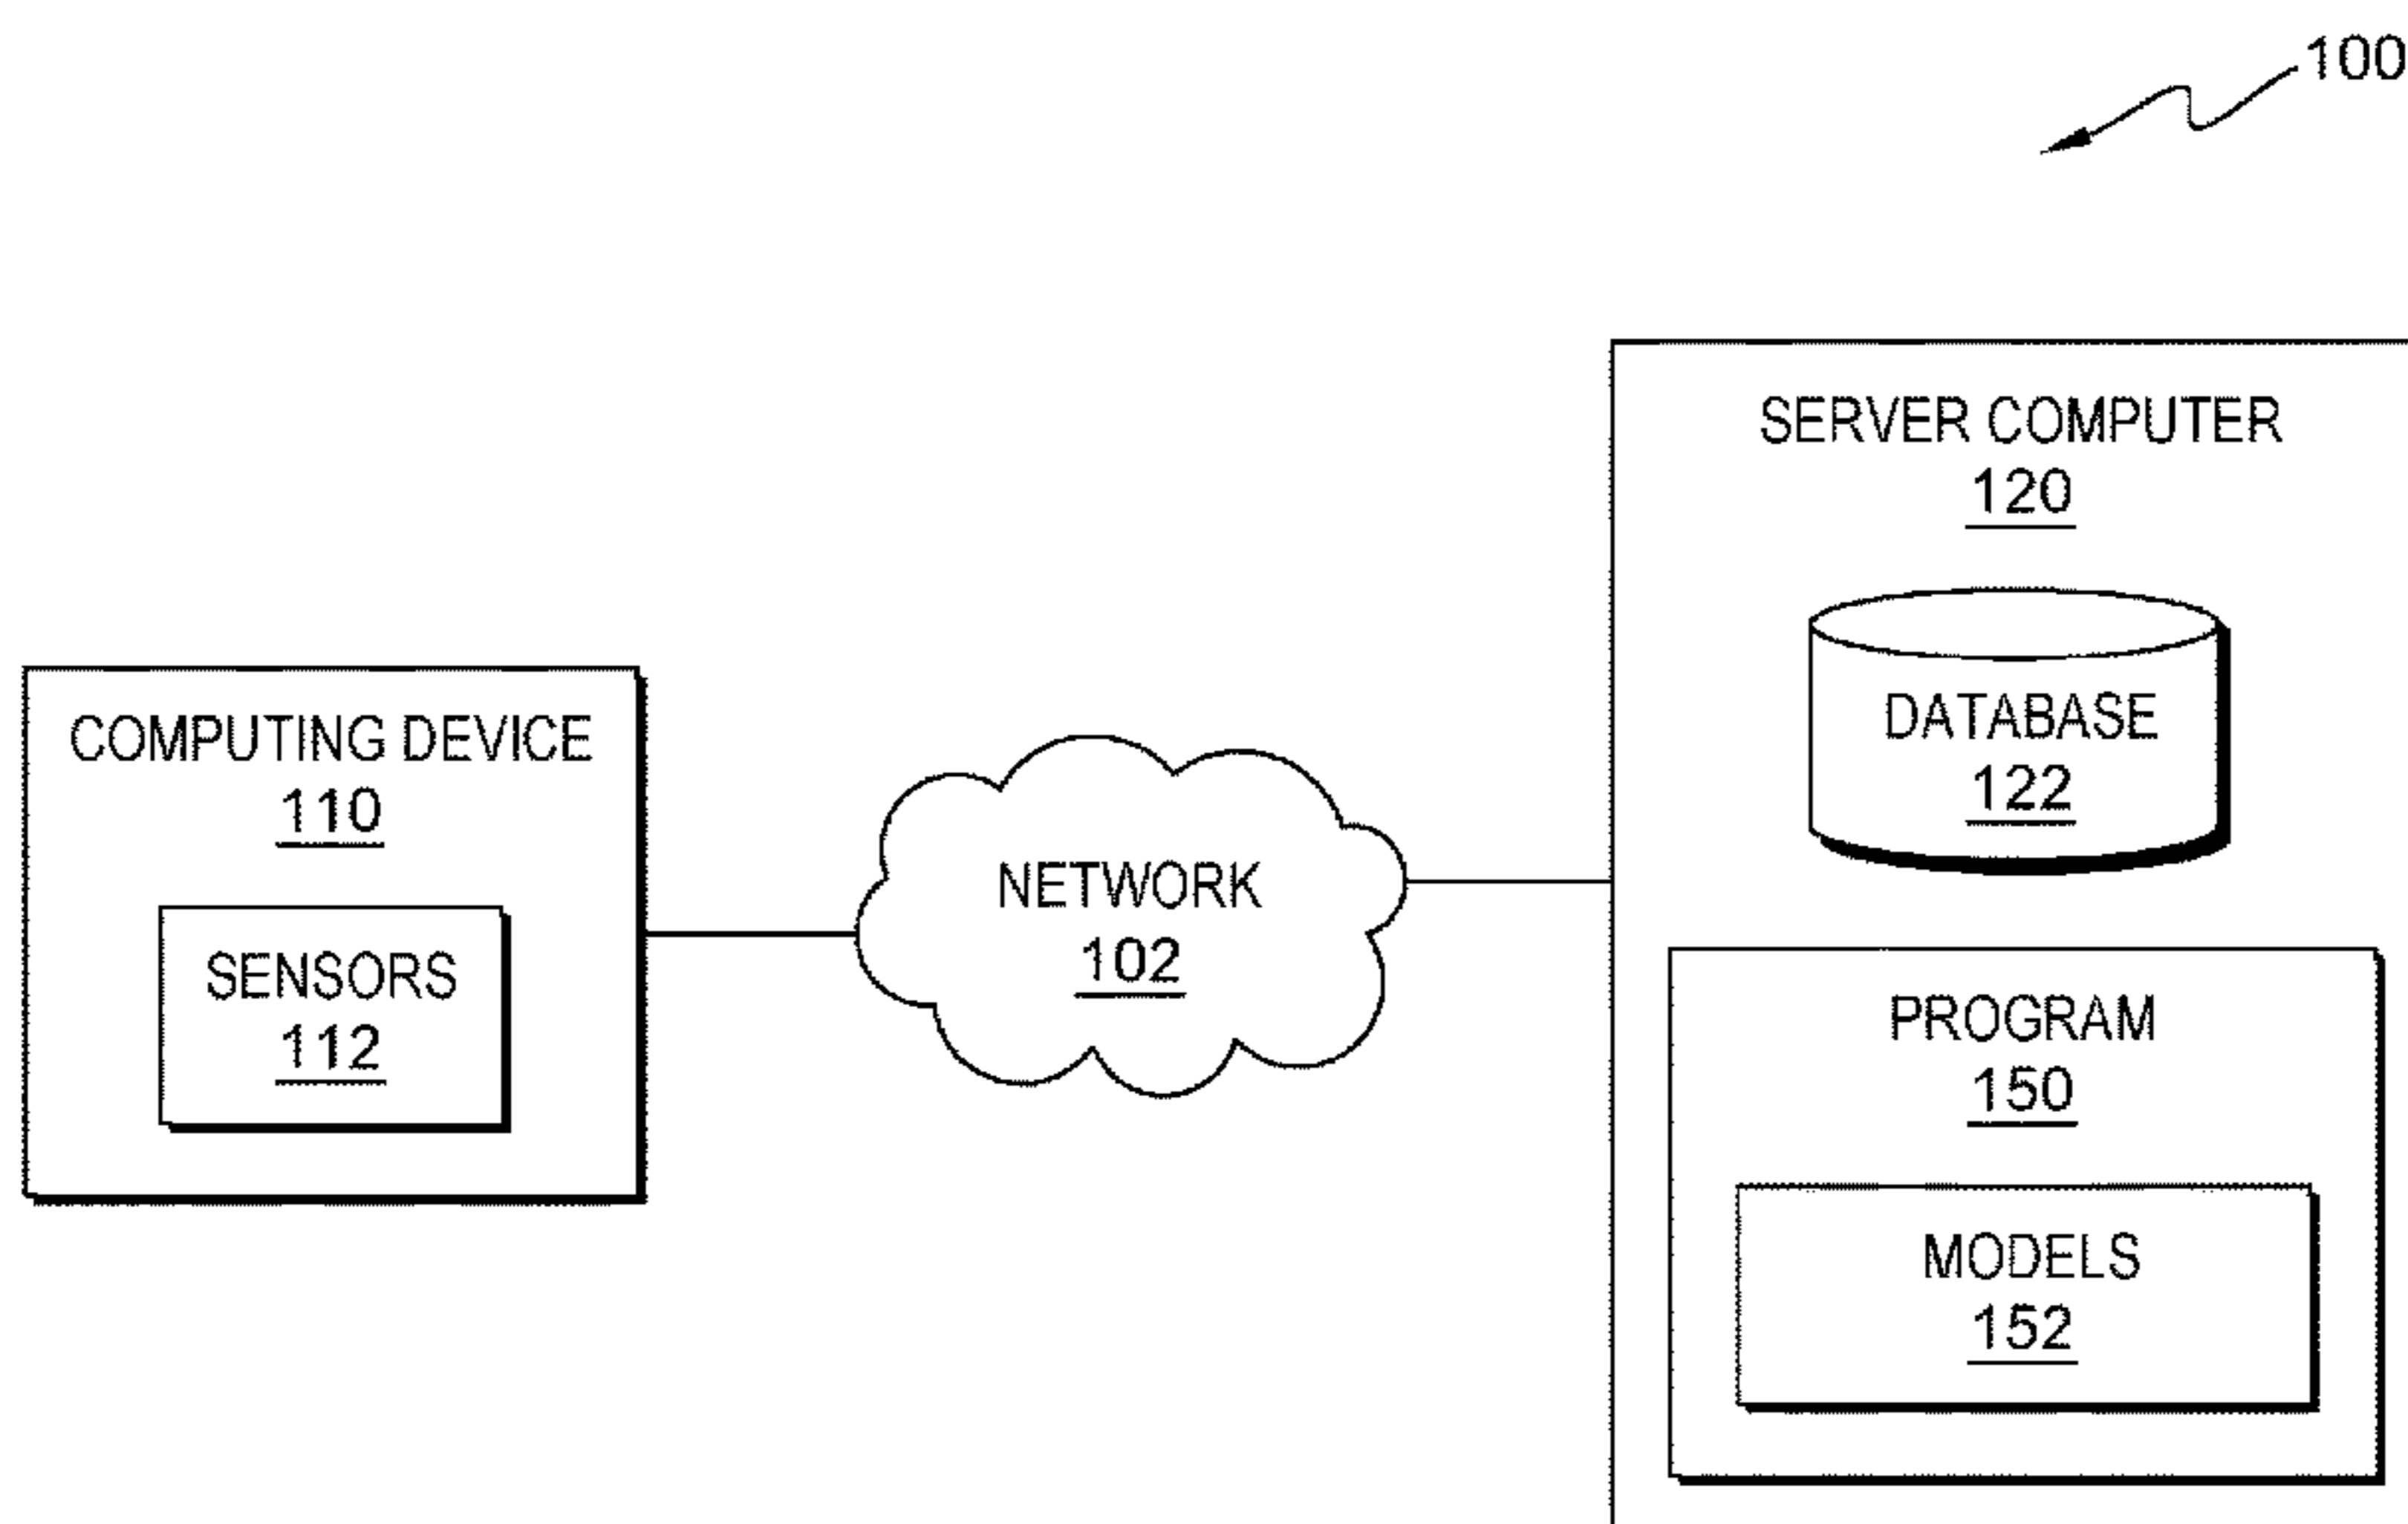 100
SERVER COMPUTER
120
DATABASE
122
COMPUTING DEVICE
110
NETWORK
102
SENSORS
112
PROGRAM
150
MODELS
152